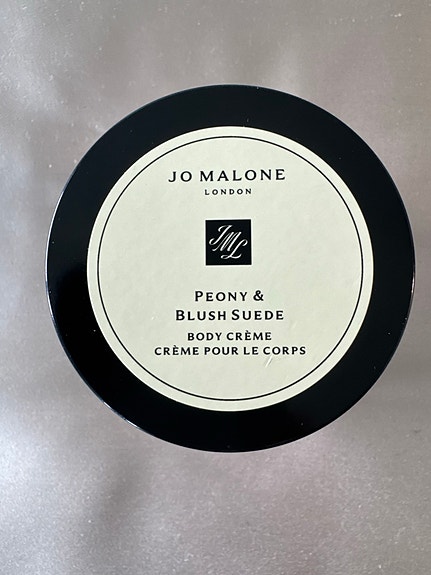 JO MALONE
LONDON
JML
PEONY &
BLUSH SUEDE
BODY CRÈME
CRÈME POUR LE CORPS